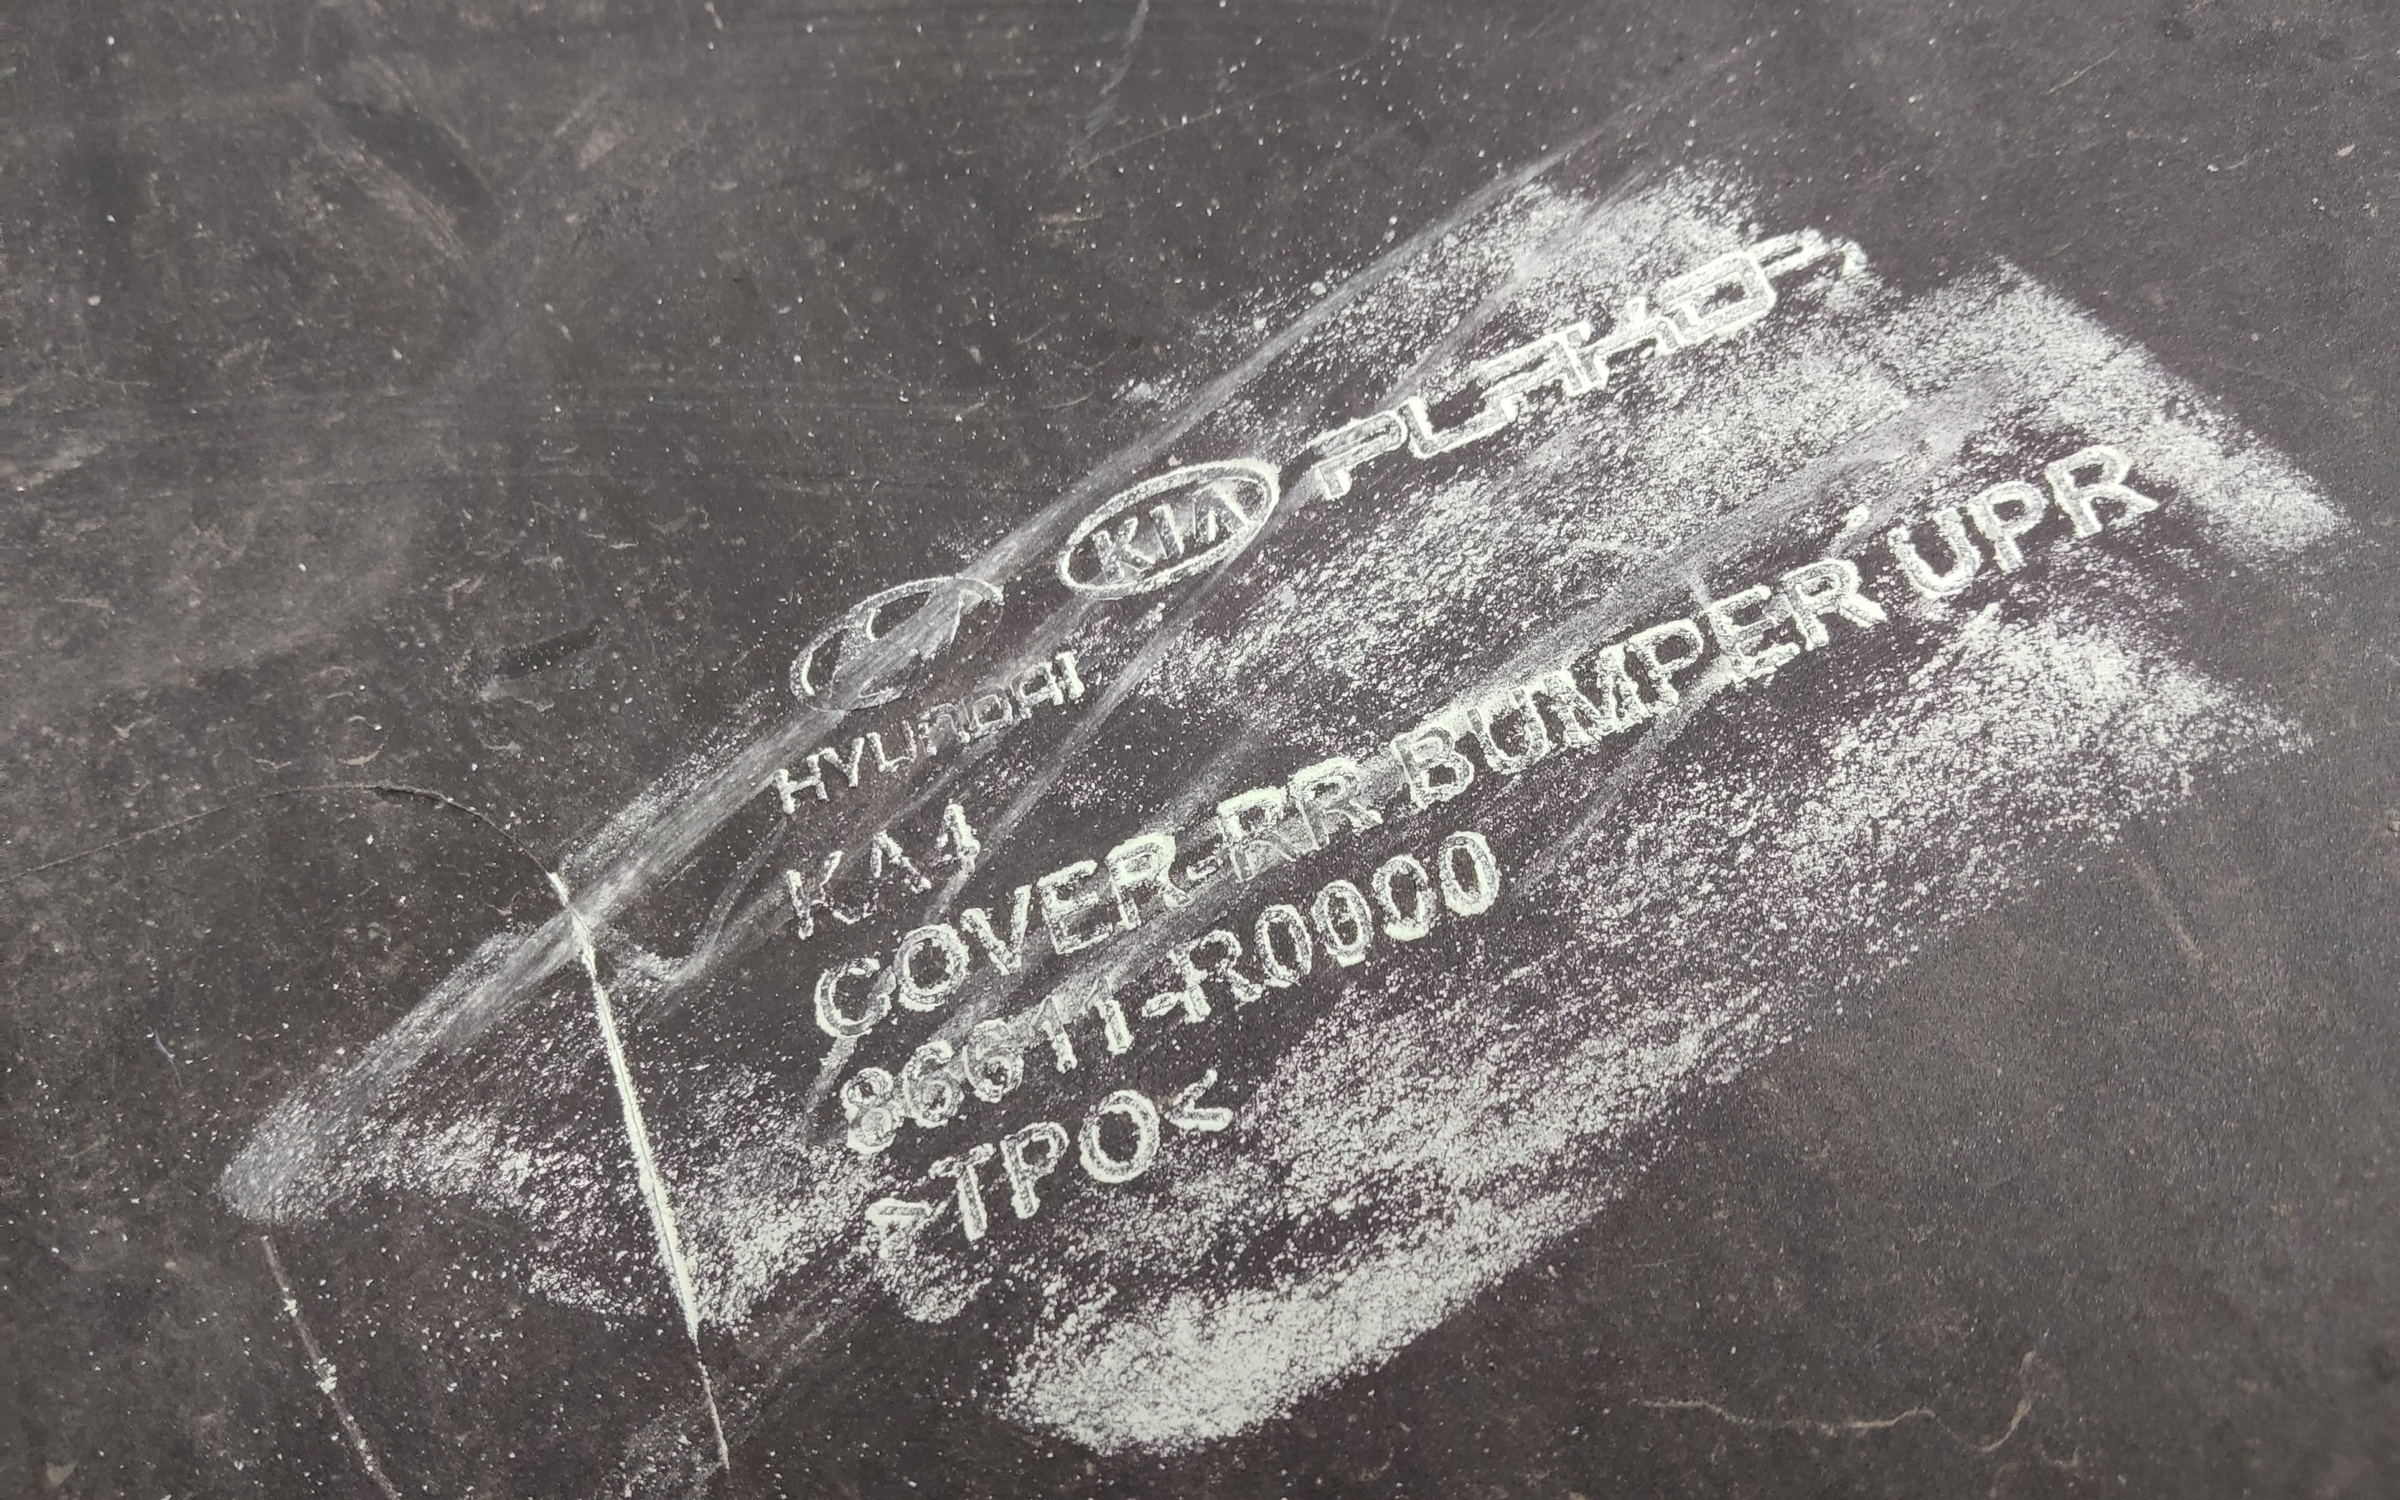 KIA PLAKOR
HYUNDAI
KA4
COVER-RR BUMPER UPR
86611-R0000
>TPO<